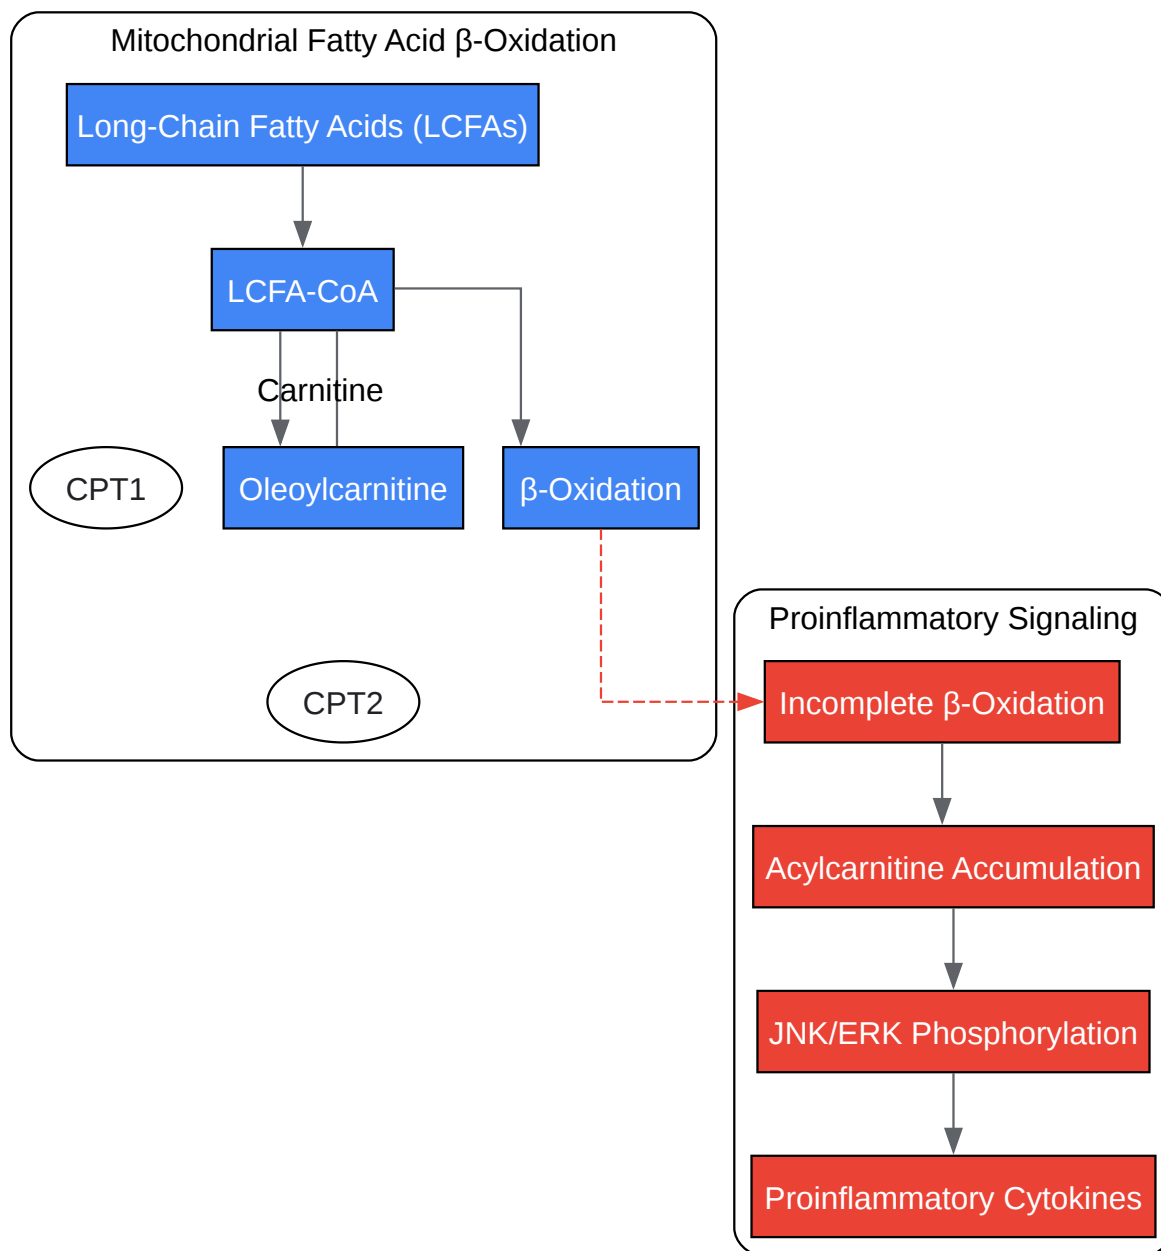 Mitochondrial Fatty Acid β-Oxidation
Long-Chain Fatty Acids (LCFAs)
LCFA-CoA
Carnitine
CPT1
Oleoylcarnitine
β-Oxidation
CPT2
Proinflammatory Signaling
Incomplete β-Oxidation
Acylcarnitine Accumulation
JNK/ERK Phosphorylation
Proinflammatory Cytokines